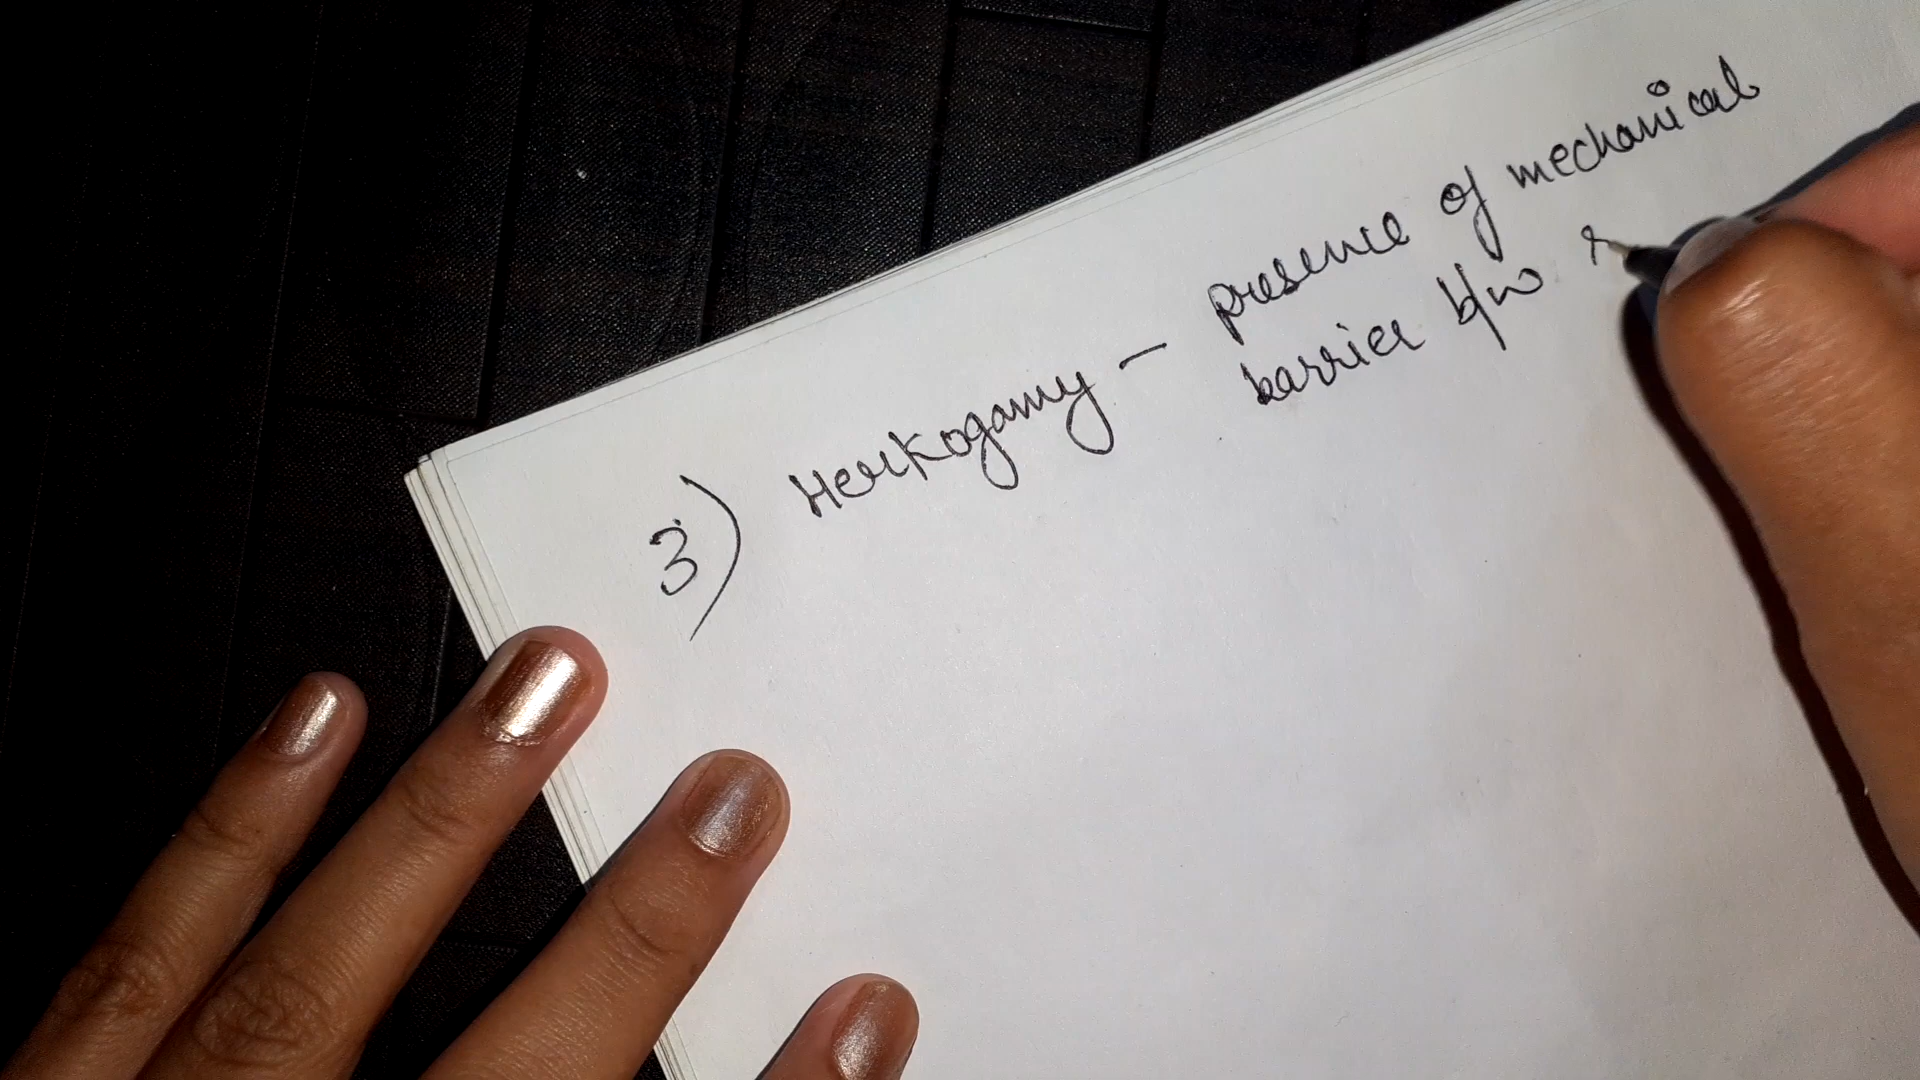 3) Herkogamy - presence of mechanical
barrier b/w